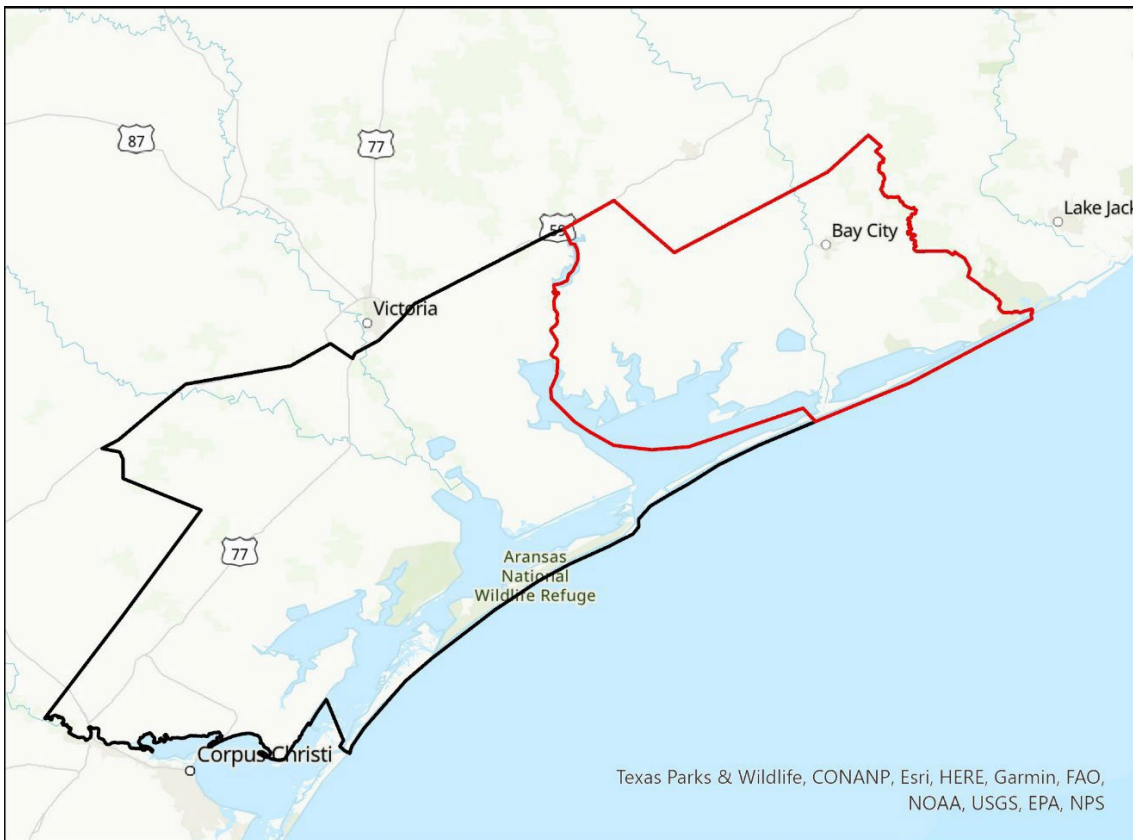 87
77
59
Bay City
Lake Jack
Victoria
77
Aransas
National
Wildlife Refuge
Corpus Christi
Texas Parks & Wildlife, CONANP, Esri, HERE, Garmin, FAO,
NOAA, USGS, EPA, NPS